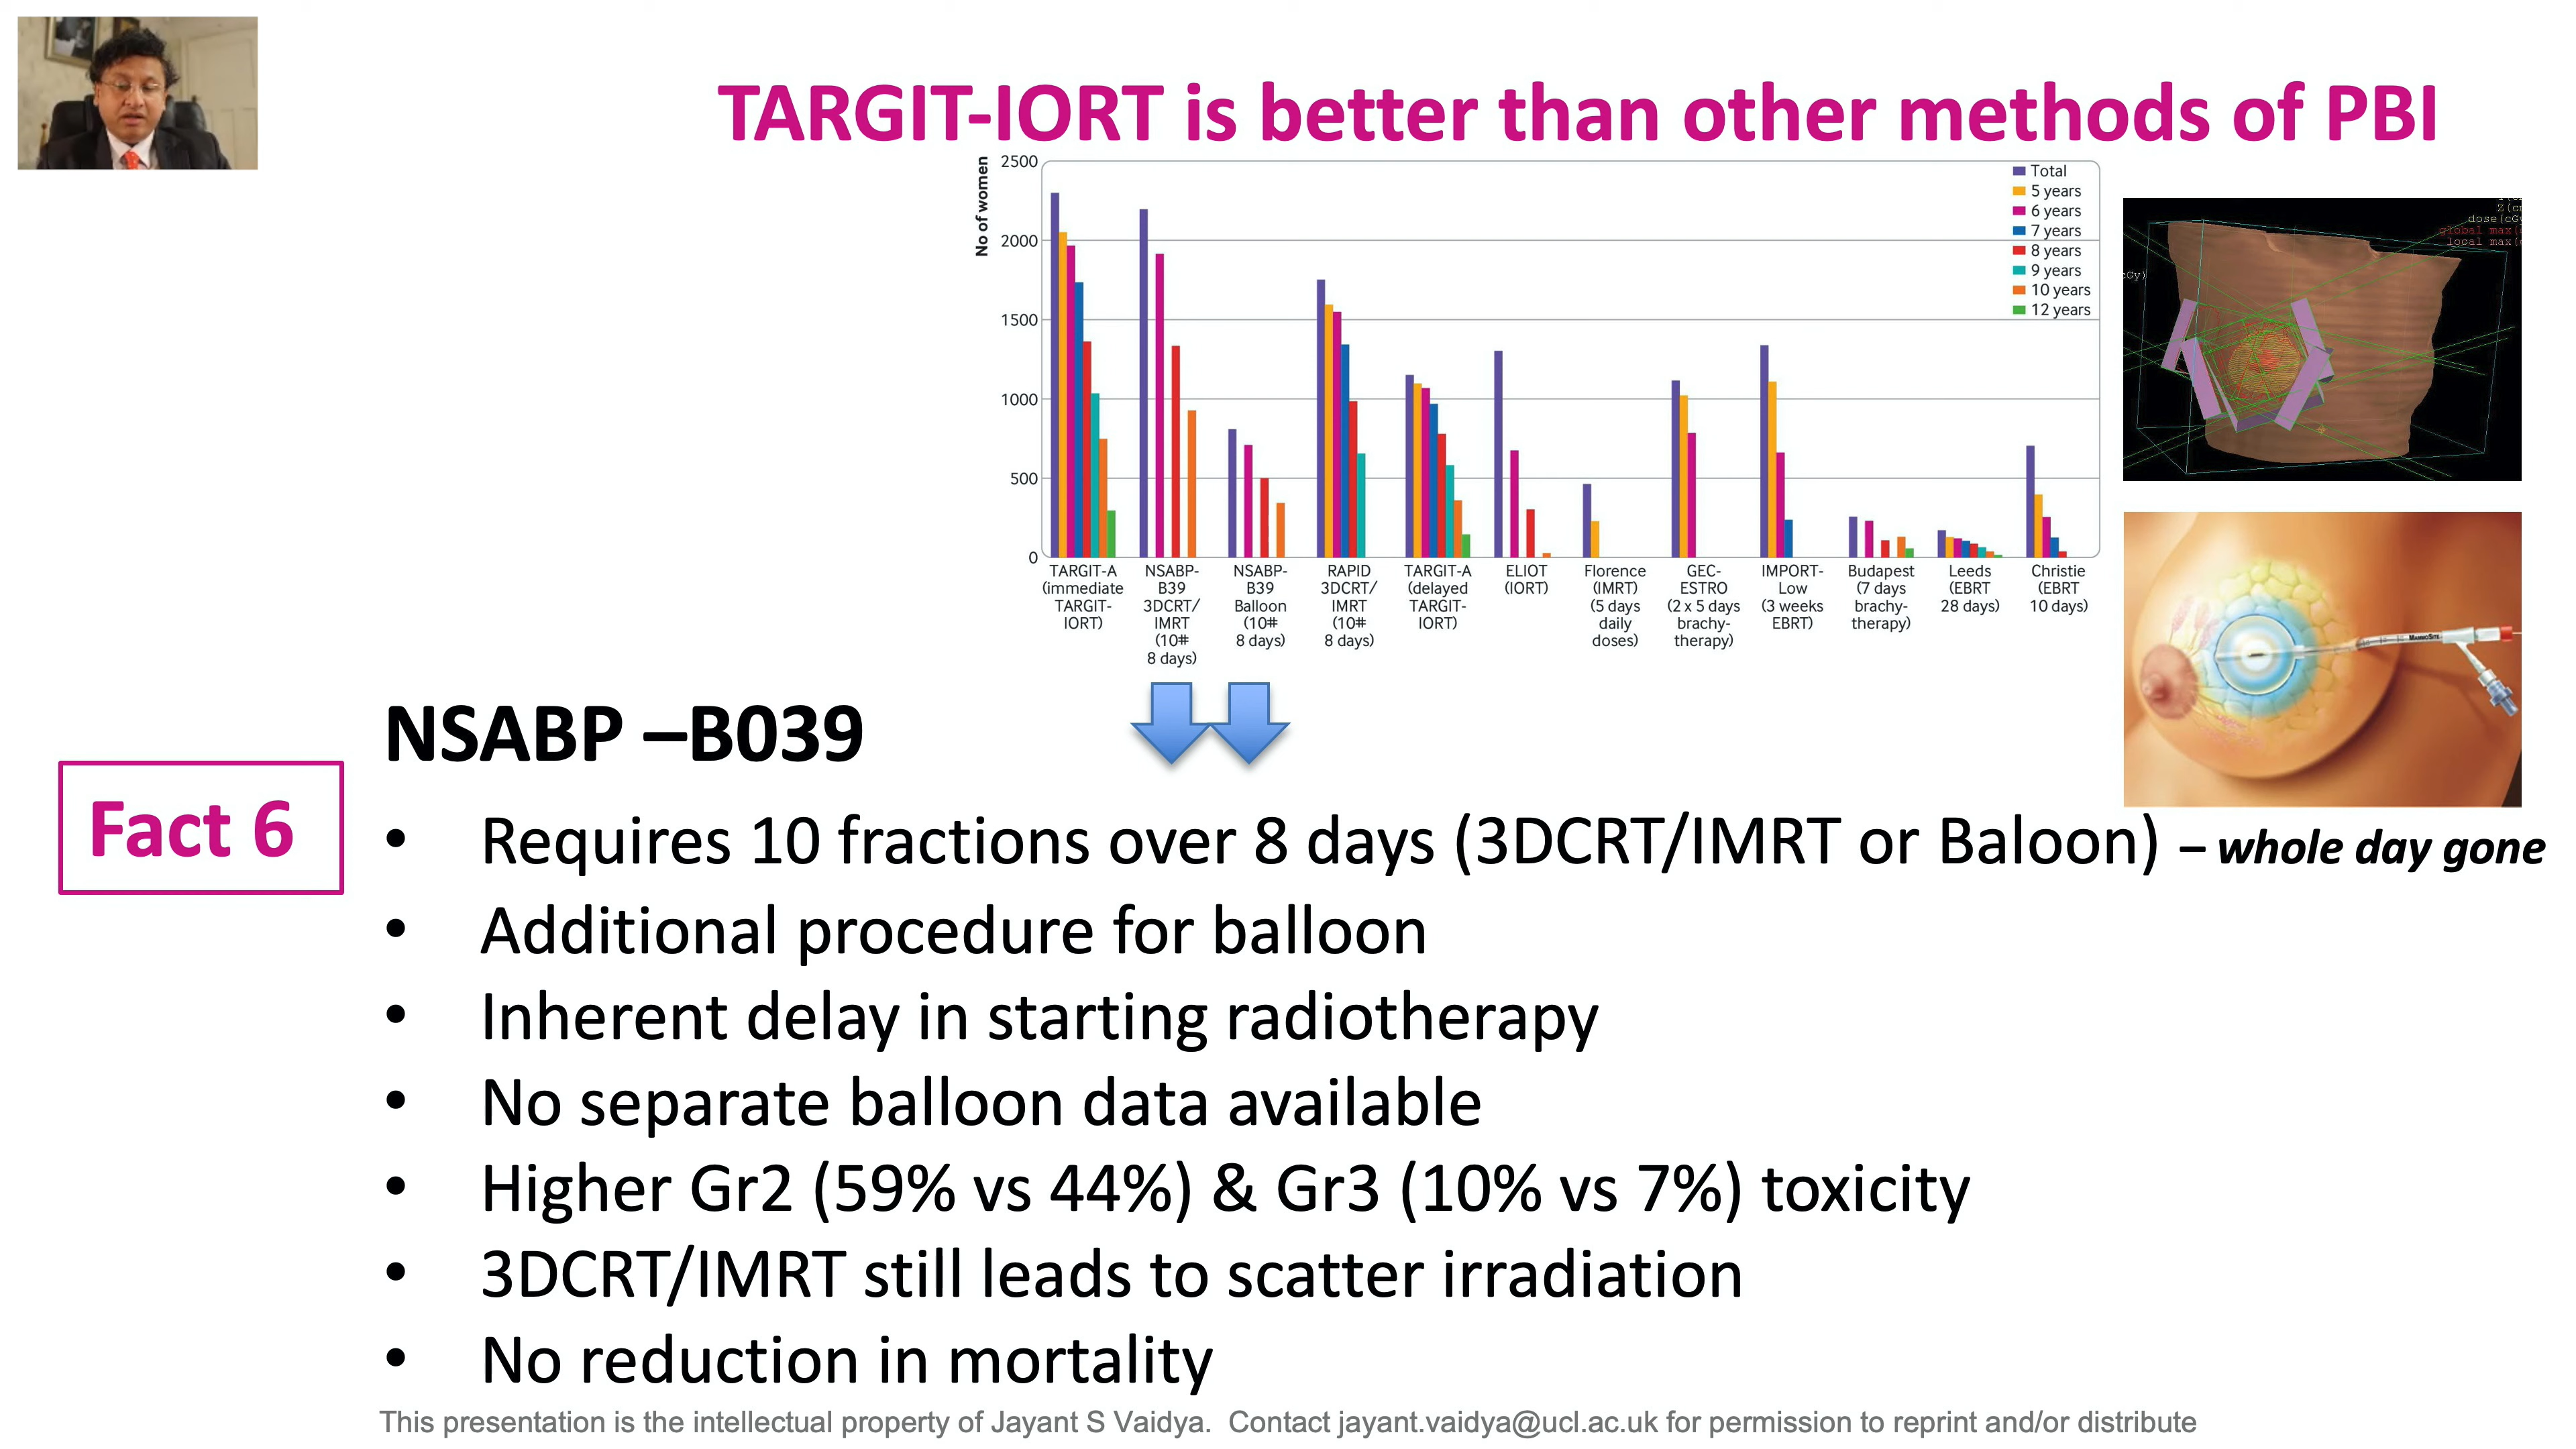 TARGIT-IORT is better than other methods of PBI
No of women
2500
2000
1500
1000
500
0
Total
5 years
6 years
7 years
8 years
9 years
10 years
12 years
TARGIT-A
(immediate
TARGIT-
IORT)
NSABP-
B39
3DCRT/
IMRT
(10#
8 days)
NSABP-
B39
Balloon
(10#
8 days)
RAPID
3DCRT/
IMRT
(10#
8 days)
TARGIT-A
(delayed
TARGIT-
IORT)
ELIOT
(IORT)
Florence
(IMRT)
(5 days
daily
doses)
GEC-
ESTRO
(2 x 5 days
brachy-
therapy)
IMPORT-
Low
(3 weeks
EBRT)
Budapest
(7 days
brachy-
therapy)
Leeds
(EBRT
28 days)
Christie
(EBRT
10 days)
dose(cG
global max(
local max(
cGy)
MAMMOSITE
NSABP –B039
Fact 6
• Requires 10 fractions over 8 days (3DCRT/IMRT or Baloon) – whole day gone
• Additional procedure for balloon
• Inherent delay in starting radiotherapy
• No separate balloon data available
• Higher Gr2 (59% vs 44%) & Gr3 (10% vs 7%) toxicity
• 3DCRT/IMRT still leads to scatter irradiation
• No reduction in mortality
This presentation is the intellectual property of Jayant S Vaidya. Contact jayant.vaidya@ucl.ac.uk for permission to reprint and/or distribute